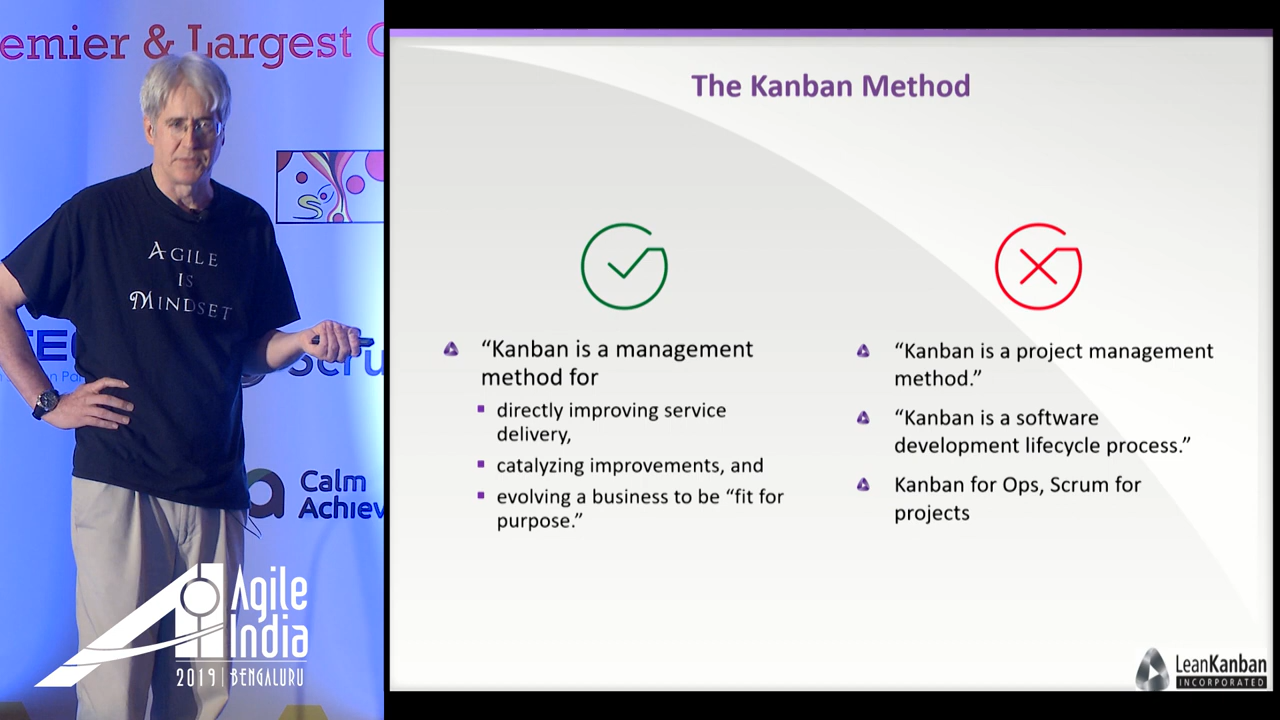 emier & Largest
AGILE
IS
MINDSET
Scru
Calm
Achiev
Agile
India
2019 | BENGALURU
The Kanban Method
“Kanban is a management
method for
directly improving service
delivery,
catalyzing improvements, and
evolving a business to be “fit for
purpose.”
“Kanban is a project management
method.”
“Kanban is a software
development lifecycle process.”
Kanban for Ops, Scrum for
projects
LeanKanban
INCORPORATED